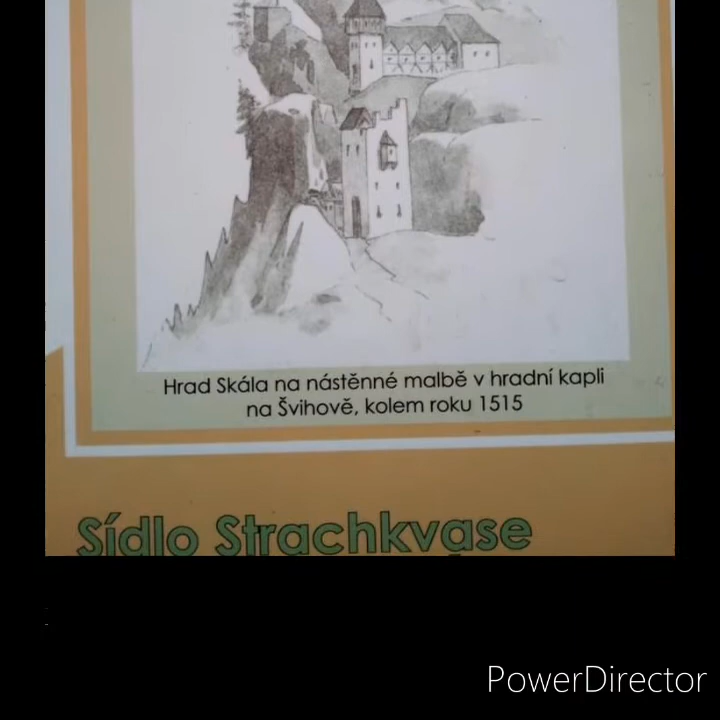 Hrad Skála na nástěnné malbě v hradní kapli
na Švihově, kolem roku 1515
Sídlo Strachkvase
PowerDirector